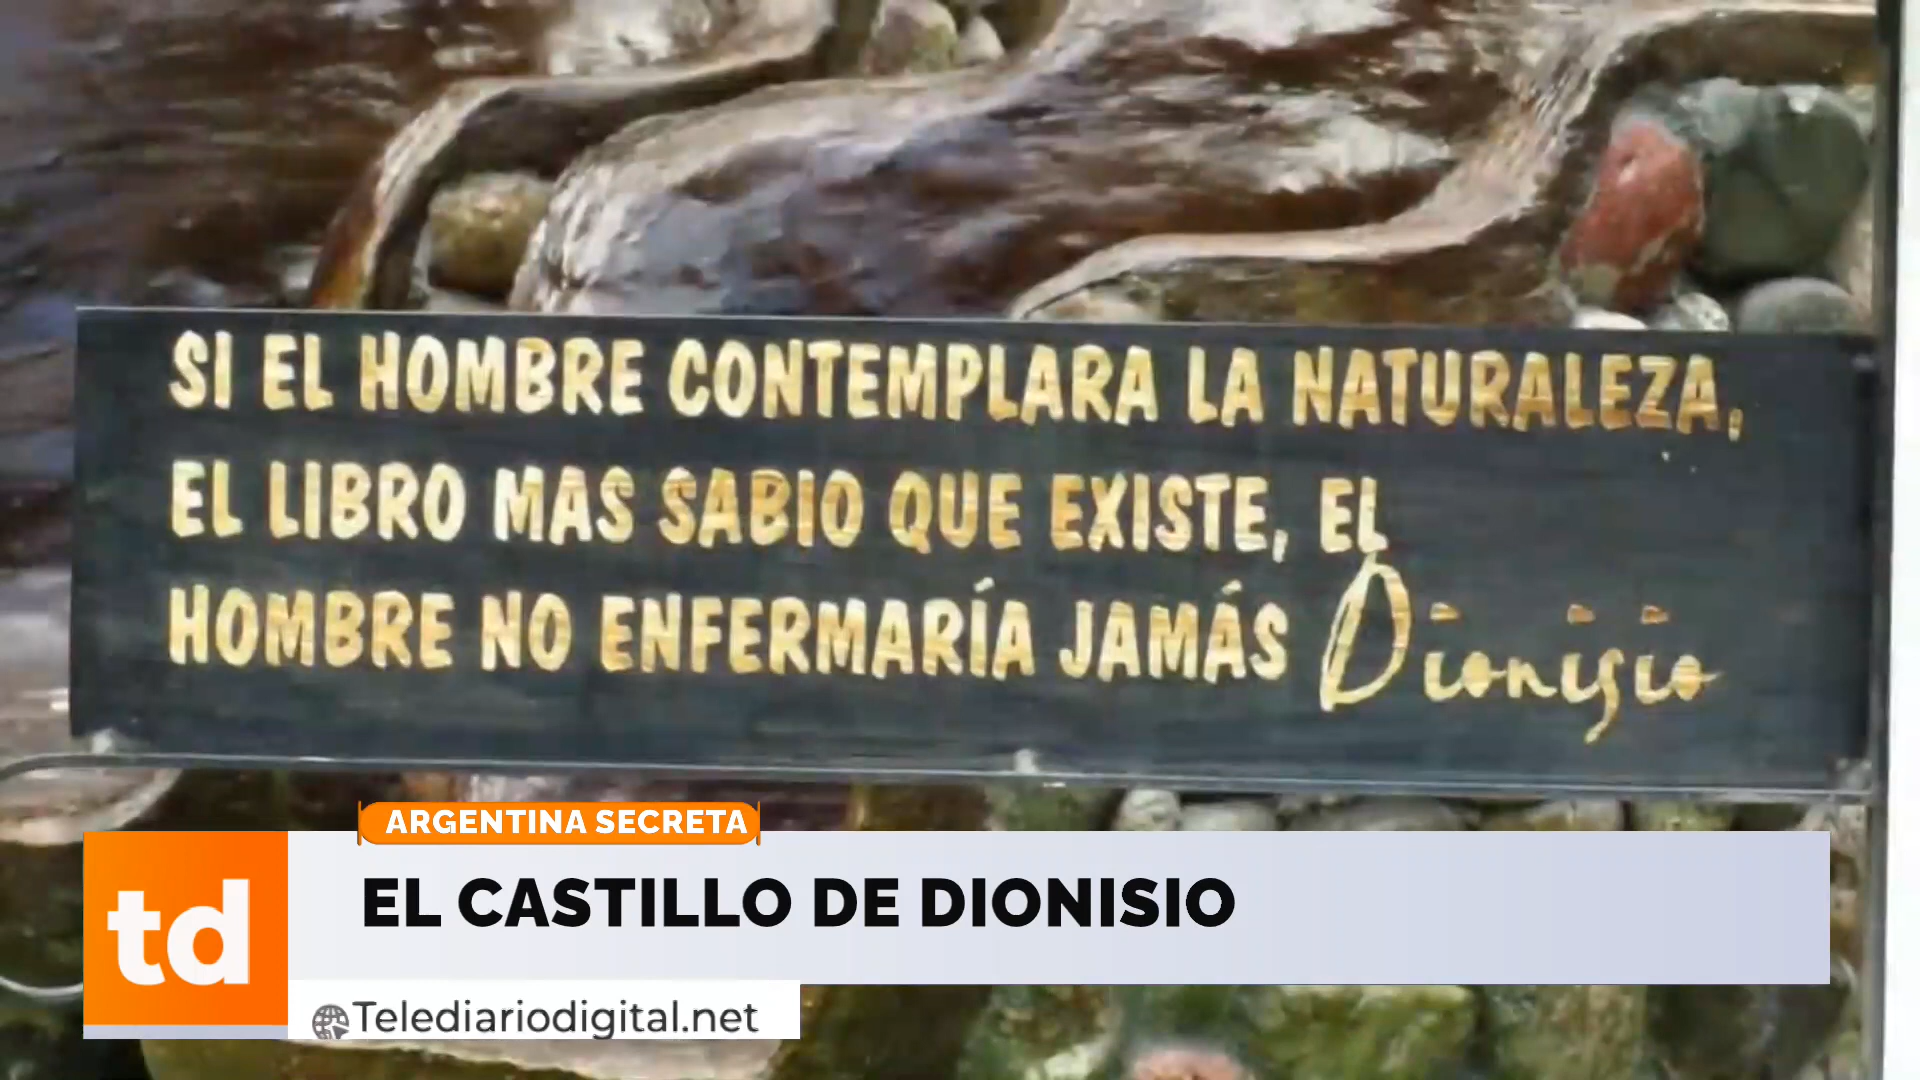 SI EL HOMBRE CONTEMPLARA LA NATURALEZA,
EL LIBRO MAS SABIO QUE EXISTE, EL
HOMBRE NO ENFERMARÍA JAMÁS Dionisio
ARGENTINA SECRETA
EL CASTILLO DE DIONISIO
td
Telediariodigital.net